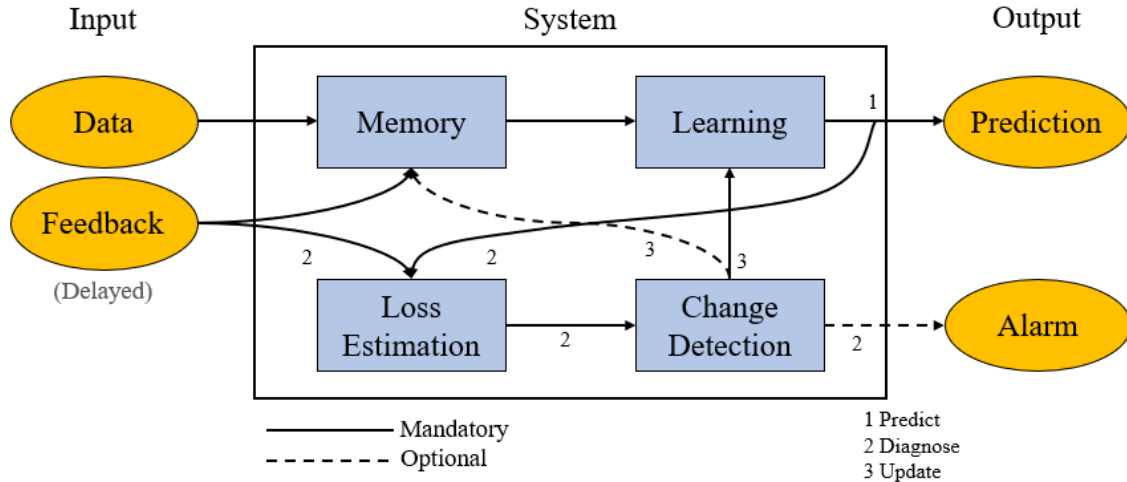 Input
System
Output
Data
Memory
Learning
1
Prediction
Feedback
(Delayed)
2
2
3
3
Loss
Estimation
2
Change
Detection
2
Alarm
Mandatory
Optional
1 Predict
2 Diagnose
3 Update